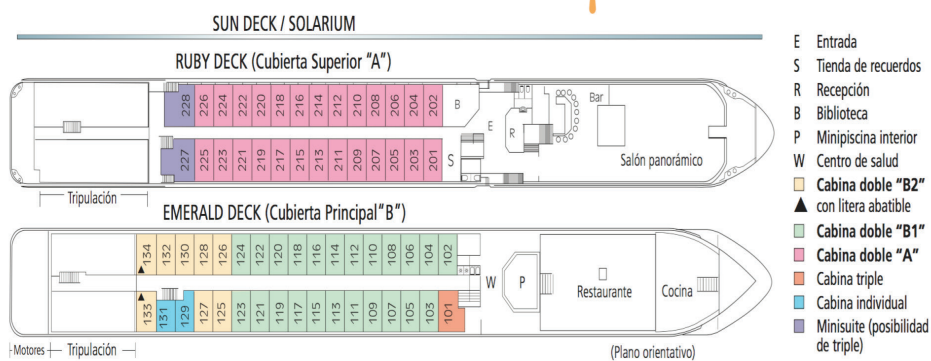 SUN DECK / SOLARIUM
RUBY DECK (Cubierta Superior "A")
228 226 224 222 220 218 216 214 212 210 208 206 204 202
B
E
R
Bar
Salón panorámico
227 225 223 221 219 217 215 213 211 209 207 205 203 201
S
Tripulación
EMERALD DECK (Cubierta Principal"B")
134 132 130 128 126 124 122 120 118 116 114 112 110 108 106 104 102
W
P
Restaurante
Cocina
133 131 129 127 125 123 121 119 117 115 113 111 109 107 105 103 101
Motores
Tripulación
(Plano orientativo)
E Entrada
S Tienda de recuerdos
R Recepción
B Biblioteca
P Minipiscina interior
W Centro de salud
Cabina doble "B2"
con litera abatible
Cabina doble "B1"
Cabina doble "A"
Cabina triple
Cabina individual
Minisuite (posibilidad
de triple)